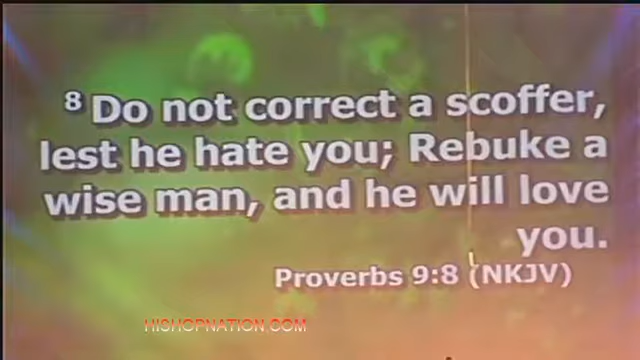 8 Do not correct a scoffer,
lest he hate you; Rebuke a
wise man, and he will love
you.
Proverbs 9:8 (NKJV)
HISHOPNATION.COM